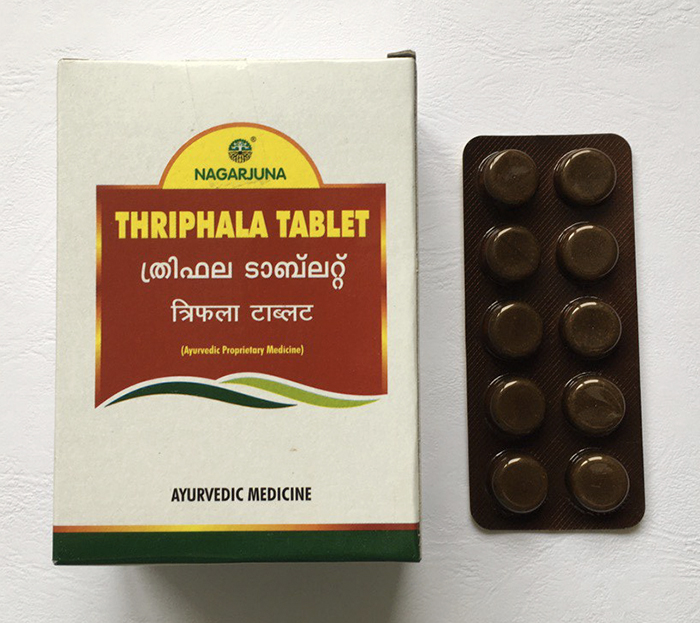 ®
NAGARJUNA
THRIPHALA TABLET
ത്രിഫല ടാബ്‌ലറ്റ്
त्रिफला टाब्लट
(Ayurvedic Proprietary Medicine)
AYURVEDIC MEDICINE